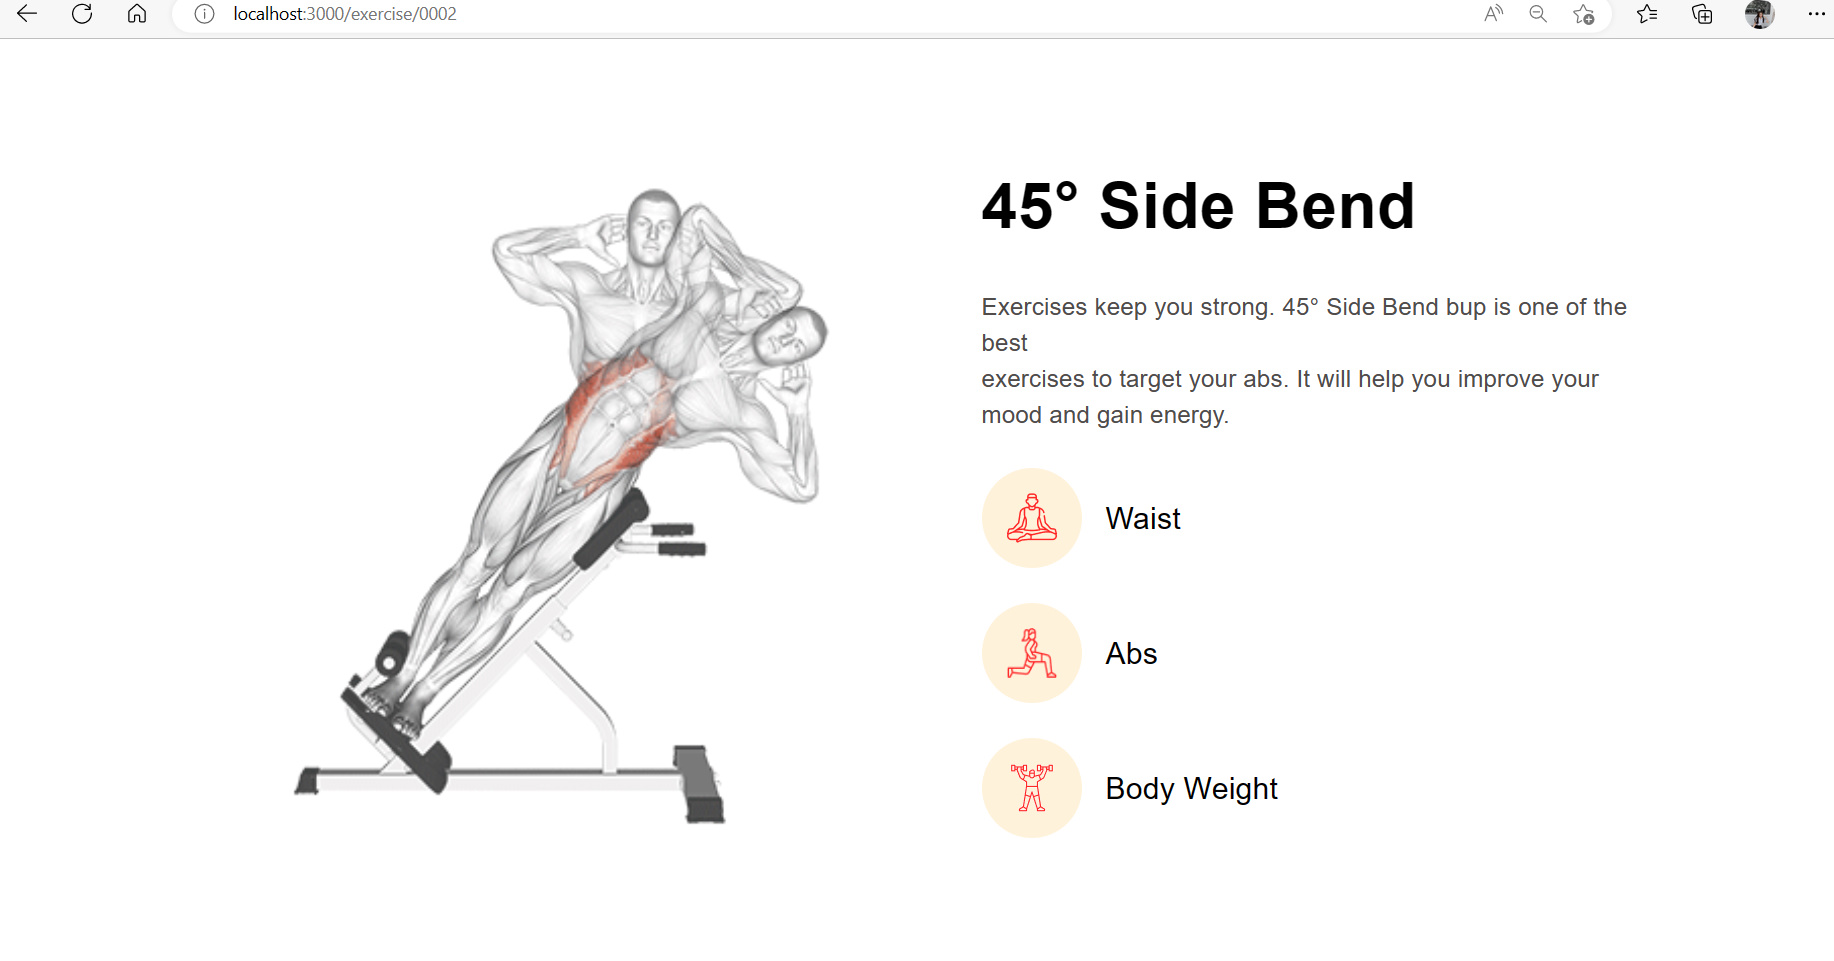 localhost:3000/exercise/0002
45° Side Bend
Exercises keep you strong. 45° Side Bend bup is one of the
best
exercises to target your abs. It will help you improve your
mood and gain energy.
Waist
Abs
Body Weight